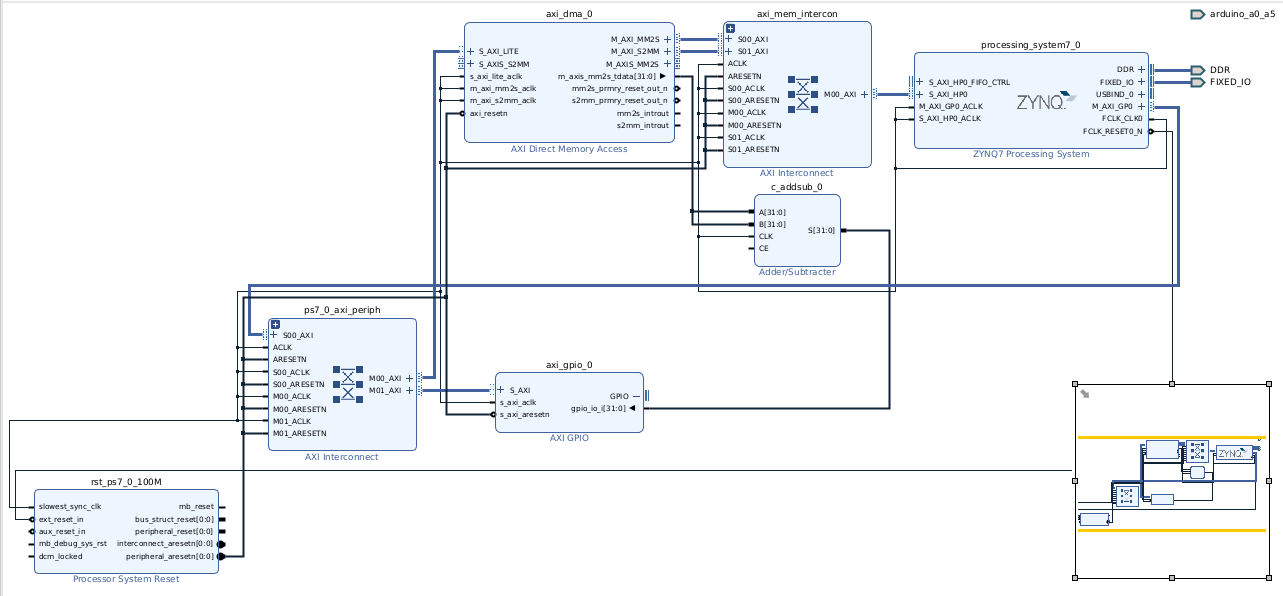 axi_dma_0
S_AXI_LITE
S_AXIS_S2MM
s_axi_lite_aclk
m_axi_mm2s_aclk
m_axi_s2mm_aclk
axi_resetn
M_AXI_MM2S
M_AXI_S2MM
M_AXIS_MM2S
m_axis_mm2s_tdata[31:0]
mm2s_prmry_reset_out_n
s2mm_prmry_reset_out_n
mm2s_introut
s2mm_introut
AXI Direct Memory Access
axi_mem_intercon
S00_AXI
S01_AXI
ACLK
ARESETN
S00_ACLK
S00_ARESETN
M00_ACLK
M00_ARESETN
S01_ACLK
S01_ARESETN
M00_AXI
AXI Interconnect
processing_system7_0
S_AXI_HP0_FIFO_CTRL
S_AXI_HP0
M_AXI_GP0_ACLK
S_AXI_HP0_ACLK
ZYNQ
DDR
FIXED_IO
USBIND_0
M_AXI_GP0
FCLK_CLK0
FCLK_RESET0_N
ZYNQ7 Processing System
arduino_a0_a5
DDR
FIXED_IO
c_addsub_0
A[31:0]
B[31:0]
CLK
CE
S[31:0]
Adder/Subtracter
ps7_0_axi_periph
S00_AXI
ACLK
ARESETN
S00_ACLK
S00_ARESETN
M00_ACLK
M00_ARESETN
M01_ACLK
M01_ARESETN
M00_AXI
M01_AXI
AXI Interconnect
axi_gpio_0
S_AXI
s_axi_aclk
s_axi_aresetn
GPIO
gpio_io_i[31:0]
AXI GPIO
rst_ps7_0_100M
slowest_sync_clk
ext_reset_in
aux_reset_in
mb_debug_sys_rst
dcm_locked
mb_reset
bus_struct_reset[0:0]
peripheral_reset[0:0]
interconnect_aresetn[0:0]
peripheral_aresetn[0:0]
Processor System Reset
ZYNQ